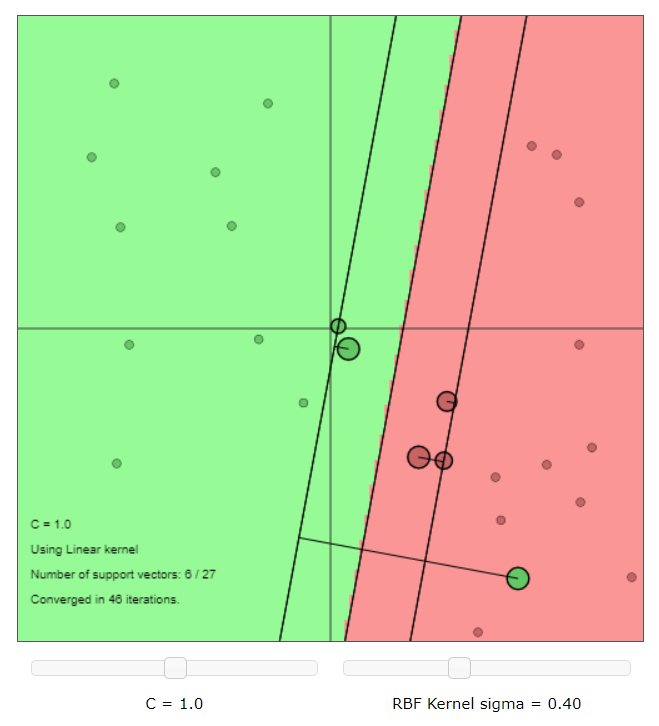 C = 1.0
Using Linear kernel
Number of support vectors: 6 / 27
Converged in 46 iterations.
C = 1.0
RBF Kernel sigma = 0.40